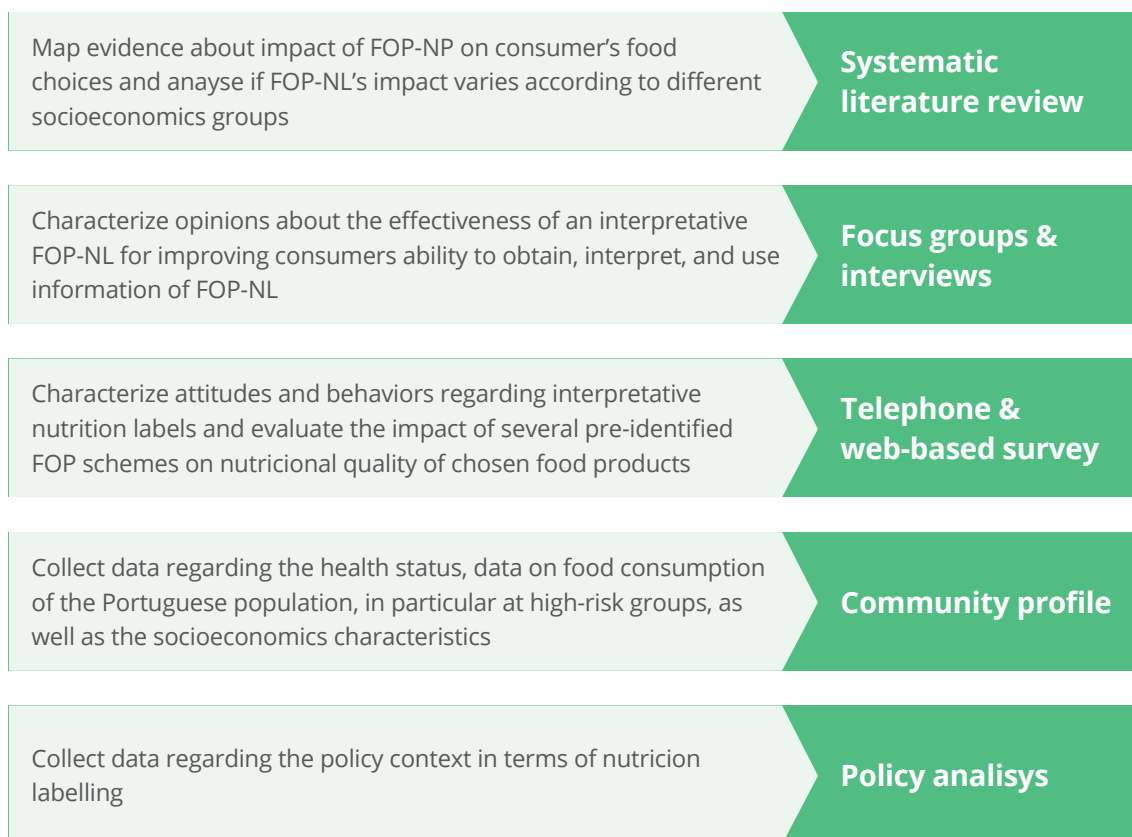 Map evidence about impact of FOP-NP on consumer's food
choices and anayse if FOP-NL's impact varies according to different
socioeconomics groups
Systematic
literature review
Characterize opinions about the effectiveness of an interpretative
FOP-NL for improving consumers ability to obtain, interpret, and use
information of FOP-NL
Focus groups &
interviews
Characterize attitudes and behaviors regarding interpretative
nutrition labels and evaluate the impact of several pre-identified
FOP schemes on nutricional quality of chosen food products
Telephone &
web-based survey
Collect data regarding the health status, data on food consumption
of the Portuguese population, in particular at high-risk groups, as
well as the socioeconomics characteristics
Community profile
Collect data regarding the policy context in terms of nutricion
labelling
Policy analisys